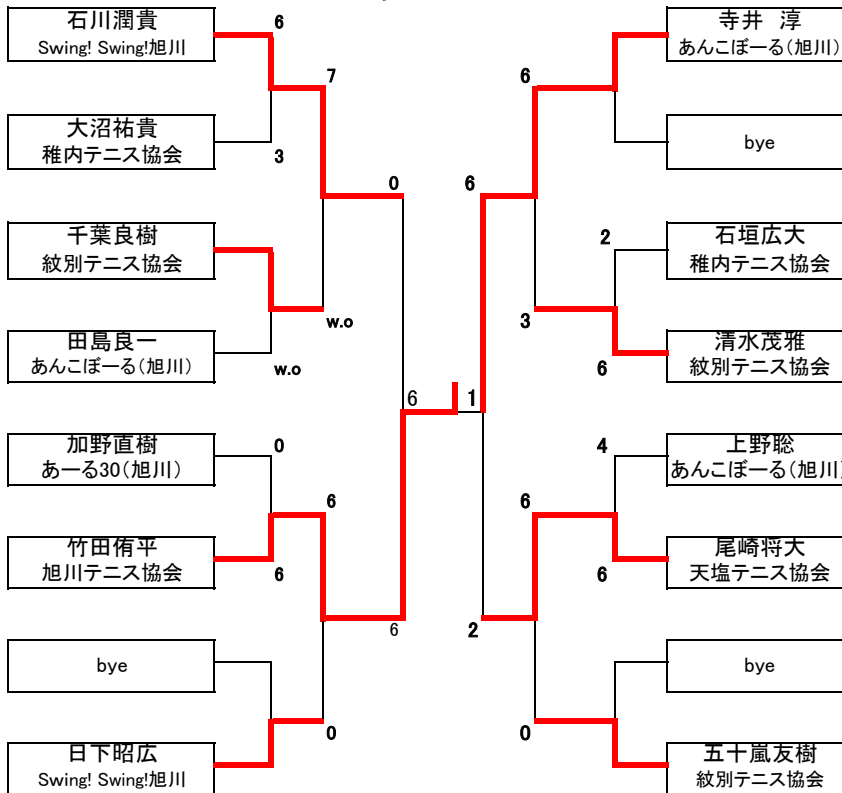 石川潤貴
Swing! Swing!旭川
6
7
大沼祐貴
稚内テニス協会
3
0
千葉良樹
紋別テニス協会
w.o
田島良一
あんこぼーる(旭川)
w.o
6
加野直樹
あーる30(旭川)
0
6
竹田侑平
旭川テニス協会
6
6
bye
0
日下昭広
Swing! Swing!旭川
寺井 淳
あんこぼーる(旭川)
6
bye
6
2
石垣広大
稚内テニス協会
3
清水茂雅
紋別テニス協会
6
1
4
上野聡
あんこぼーる(旭川)
6
尾崎将大
天塩テニス協会
6
2
bye
0
五十嵐友樹
紋別テニス協会